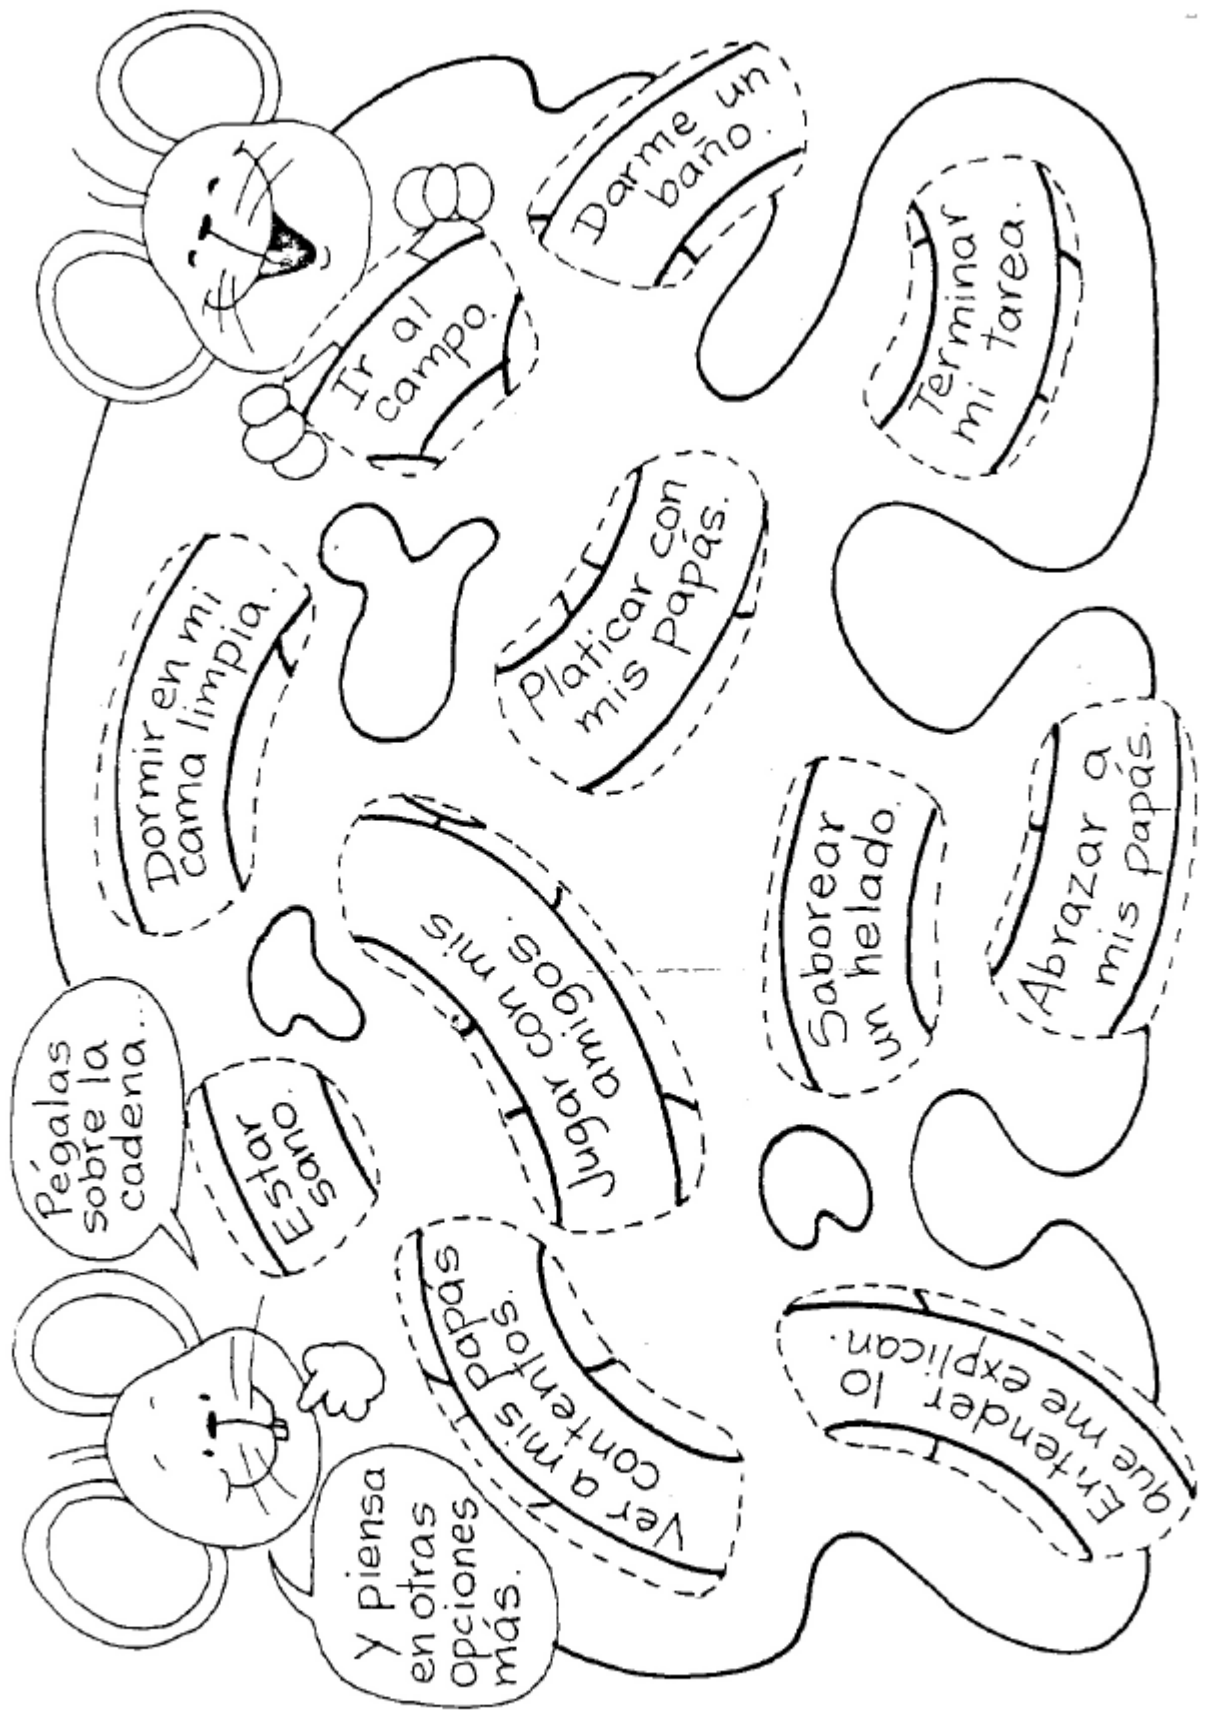 Pégalas
sobre la
cadena...
Y piensa
en otras
opciones
más.
Dormir en mi
cama limpia.
Estar
sano.
Ir al
campo.
Darme un
baño.
Platicar con
mis papás.
Jugar con mis
amigos.
Ver a mis papás
contentos.
Terminar
mi tarea.
Saborear
un helado.
Abrazar a
mis papás.
Entender lo
que me explican.